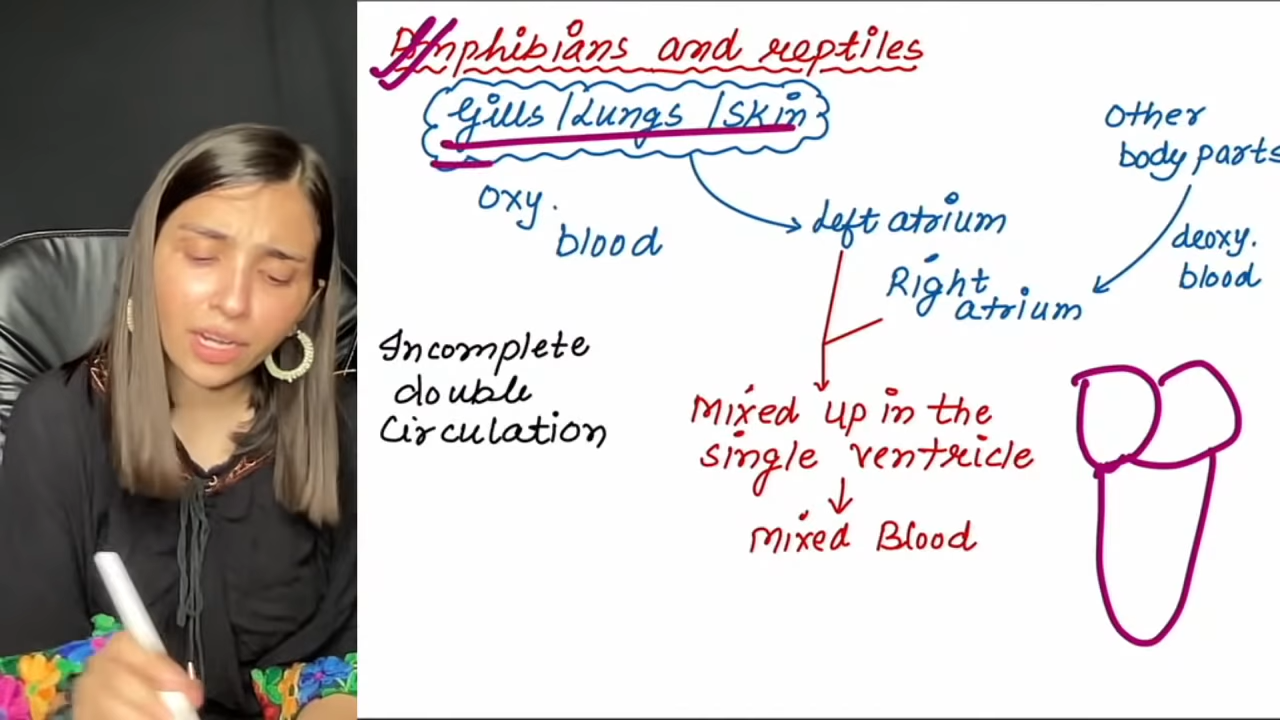 Amphibians and reptiles
Gills / Lungs / Skin
Oxy.
blood
Left atrium
Right
atrium
Other
body parts
deoxy.
blood
Incomplete
double
Circulation
Mixed up in the
single ventricle
Mixed Blood